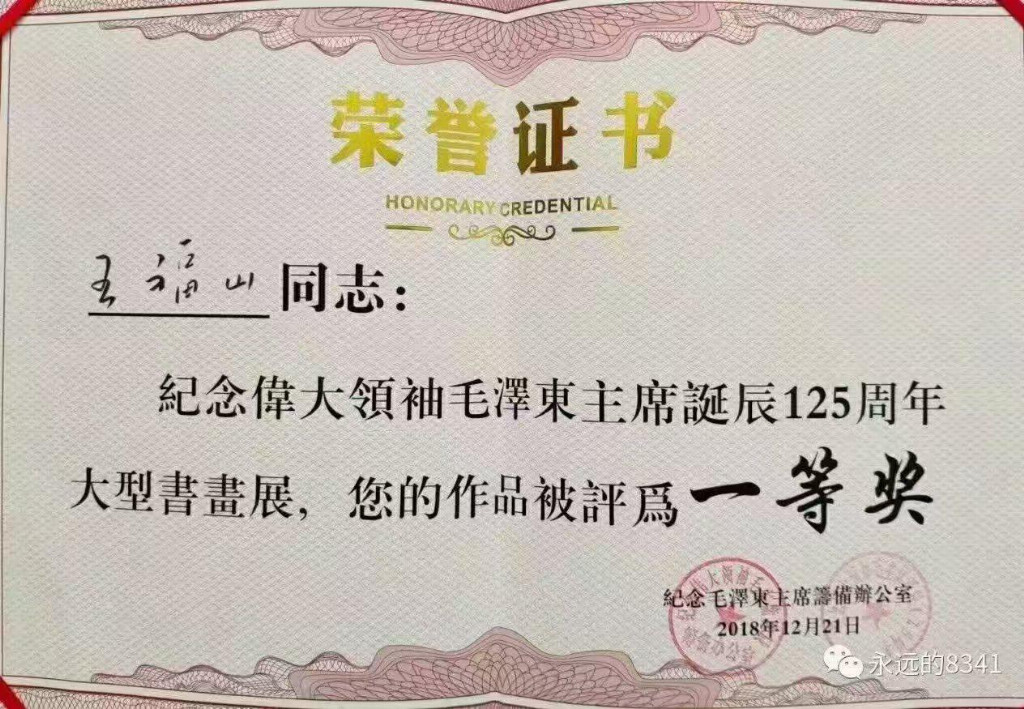 荣誉证书
HONORARY CREDENTIAL
王福山同志：
紀念偉大領袖毛澤東主席誕辰125周年
大型書畫展，您的作品被評爲一等奖
紀念毛澤東主席籌備辦公室
2018年12月21日
永远的8341